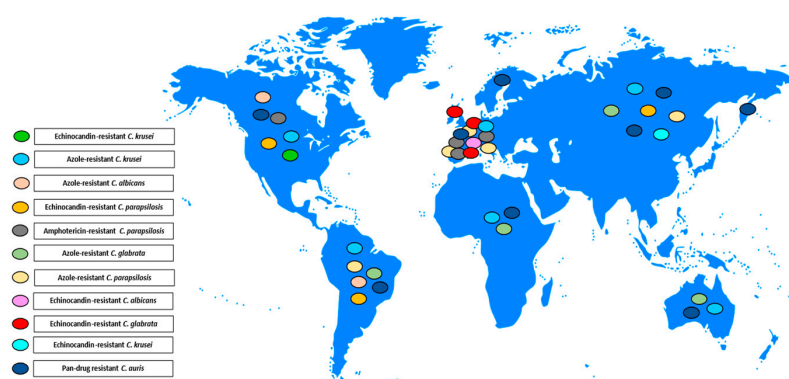 Echinocandin-resistant C. krusei
Azole-resistant C. krusei
Azole-resistant C. albicans
Echinocandin-resistant C. parapsilosis
Amphotericin-resistant C. parapsilosis
Azole-resistant C. glabrata
Azole-resistant C. parapsilosis
Echinocandin-resistant C. albicans
Echinocandin-resistant C. glabrata
Echinocandin-resistant C. krusei
Pan-drug resistant C. auris